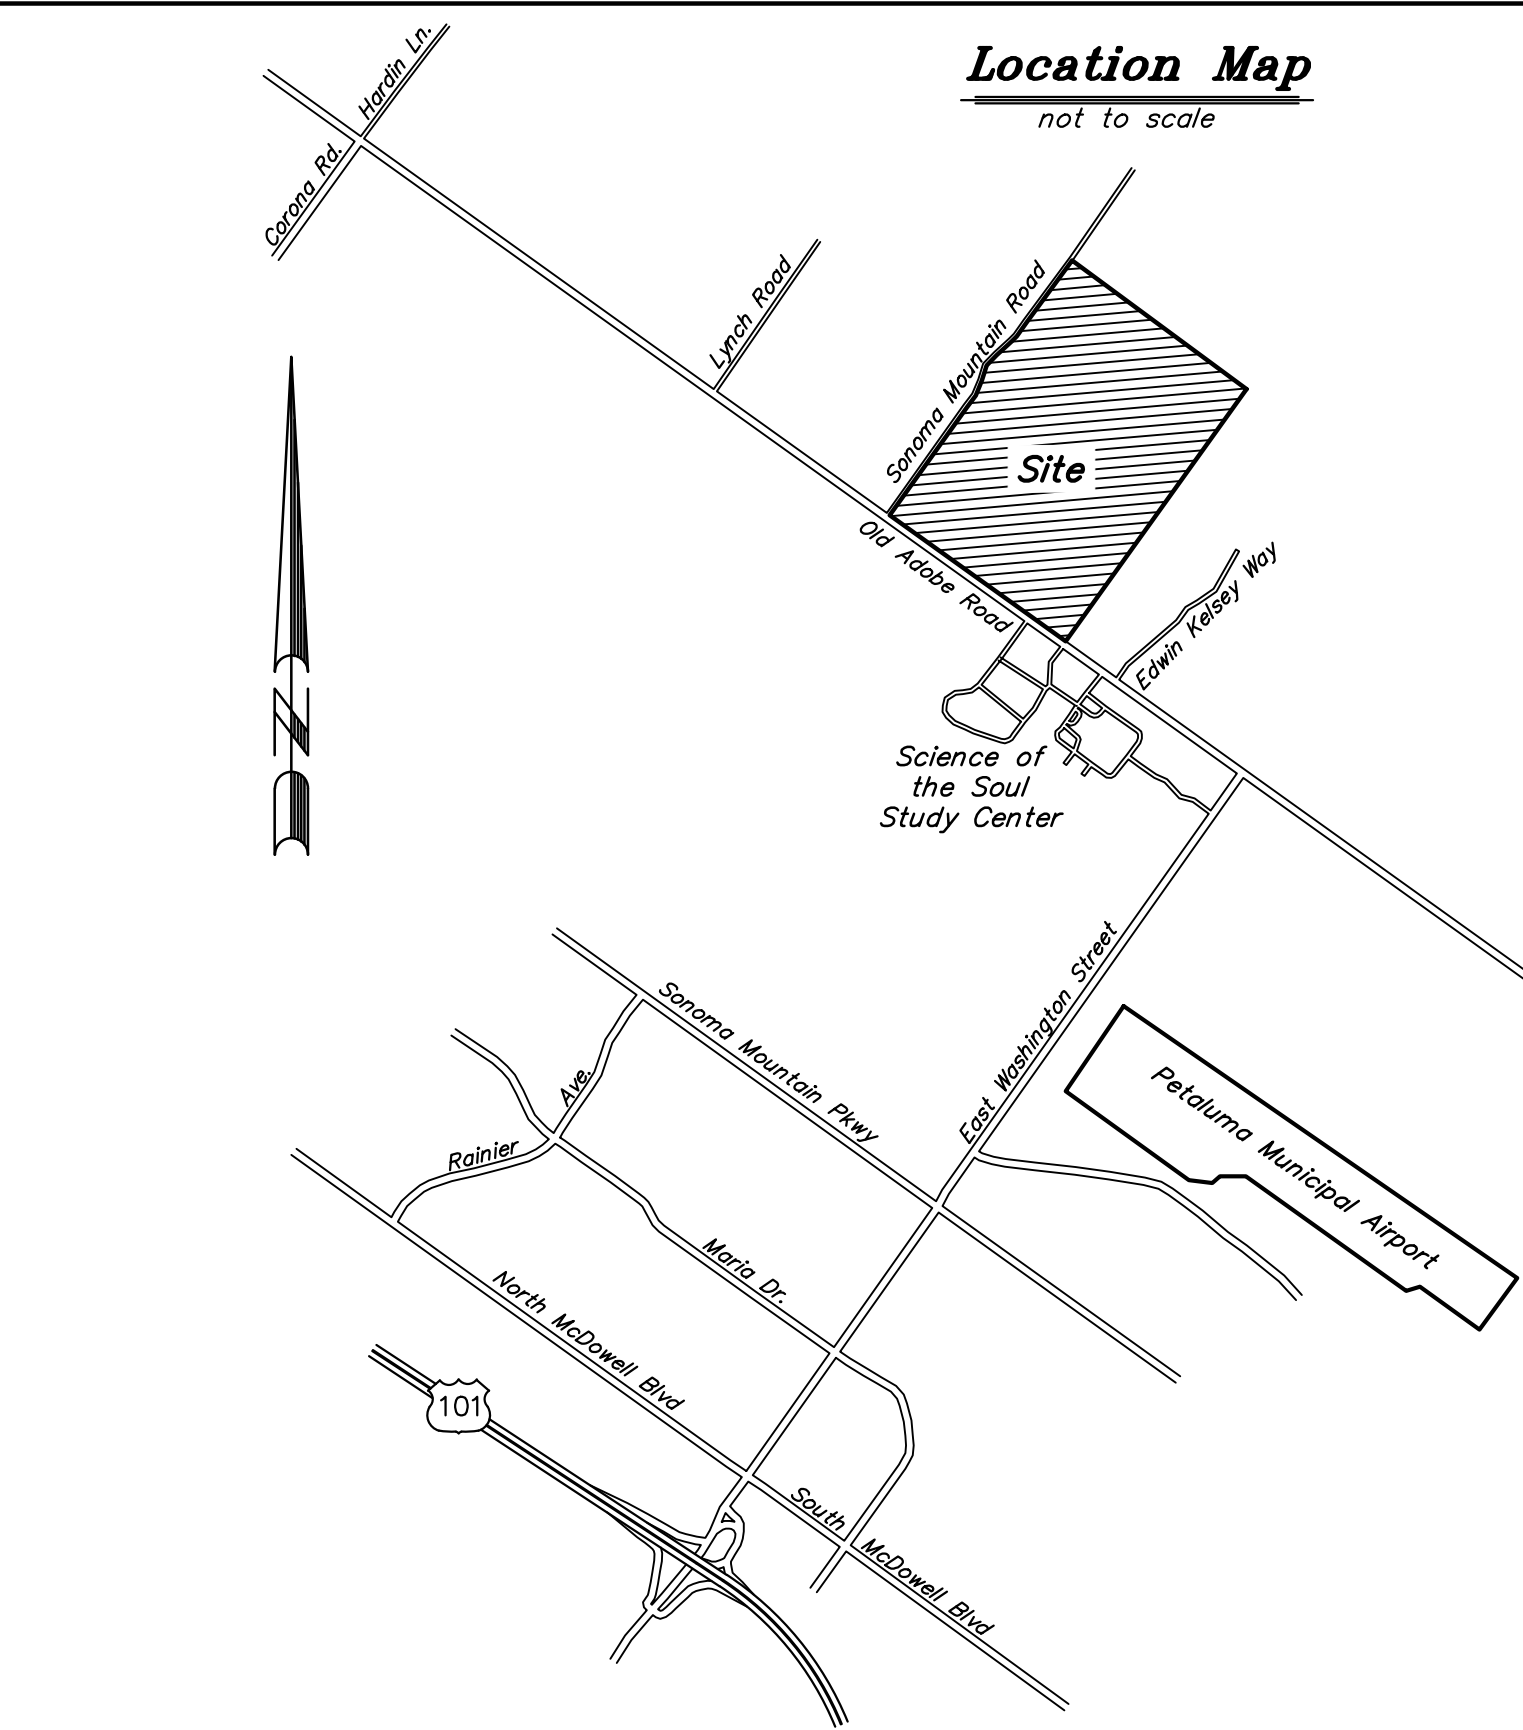 Location Map
not to scale
Hardin Ln.
Corona Rd.
Lynch Road
Sonoma Mountain Road
Site
Old Adobe Road
Edwin Kelsey Way
Science of
the Soul
Study Center
N
East Washington Street
Sonoma Mountain Pkwy
Rainier Ave.
Petaluma Municipal Airport
Maria Dr.
North McDowell Blvd
101
South McDowell Blvd